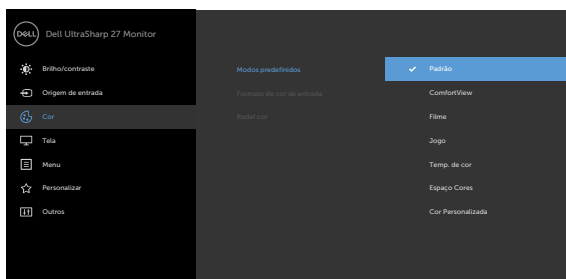 DELL
Dell UltraSharp 27 Monitor
Brilho/contraste
Origem de entrada
Cor
Tela
Menu
Personalizar
Outros
Modos predefinidos
Formato de cor de entrada
Redef cor
Padrão
ComfortView
Filme
Jogo
Temp. de cor
Espaço Cores
Cor Personalizada